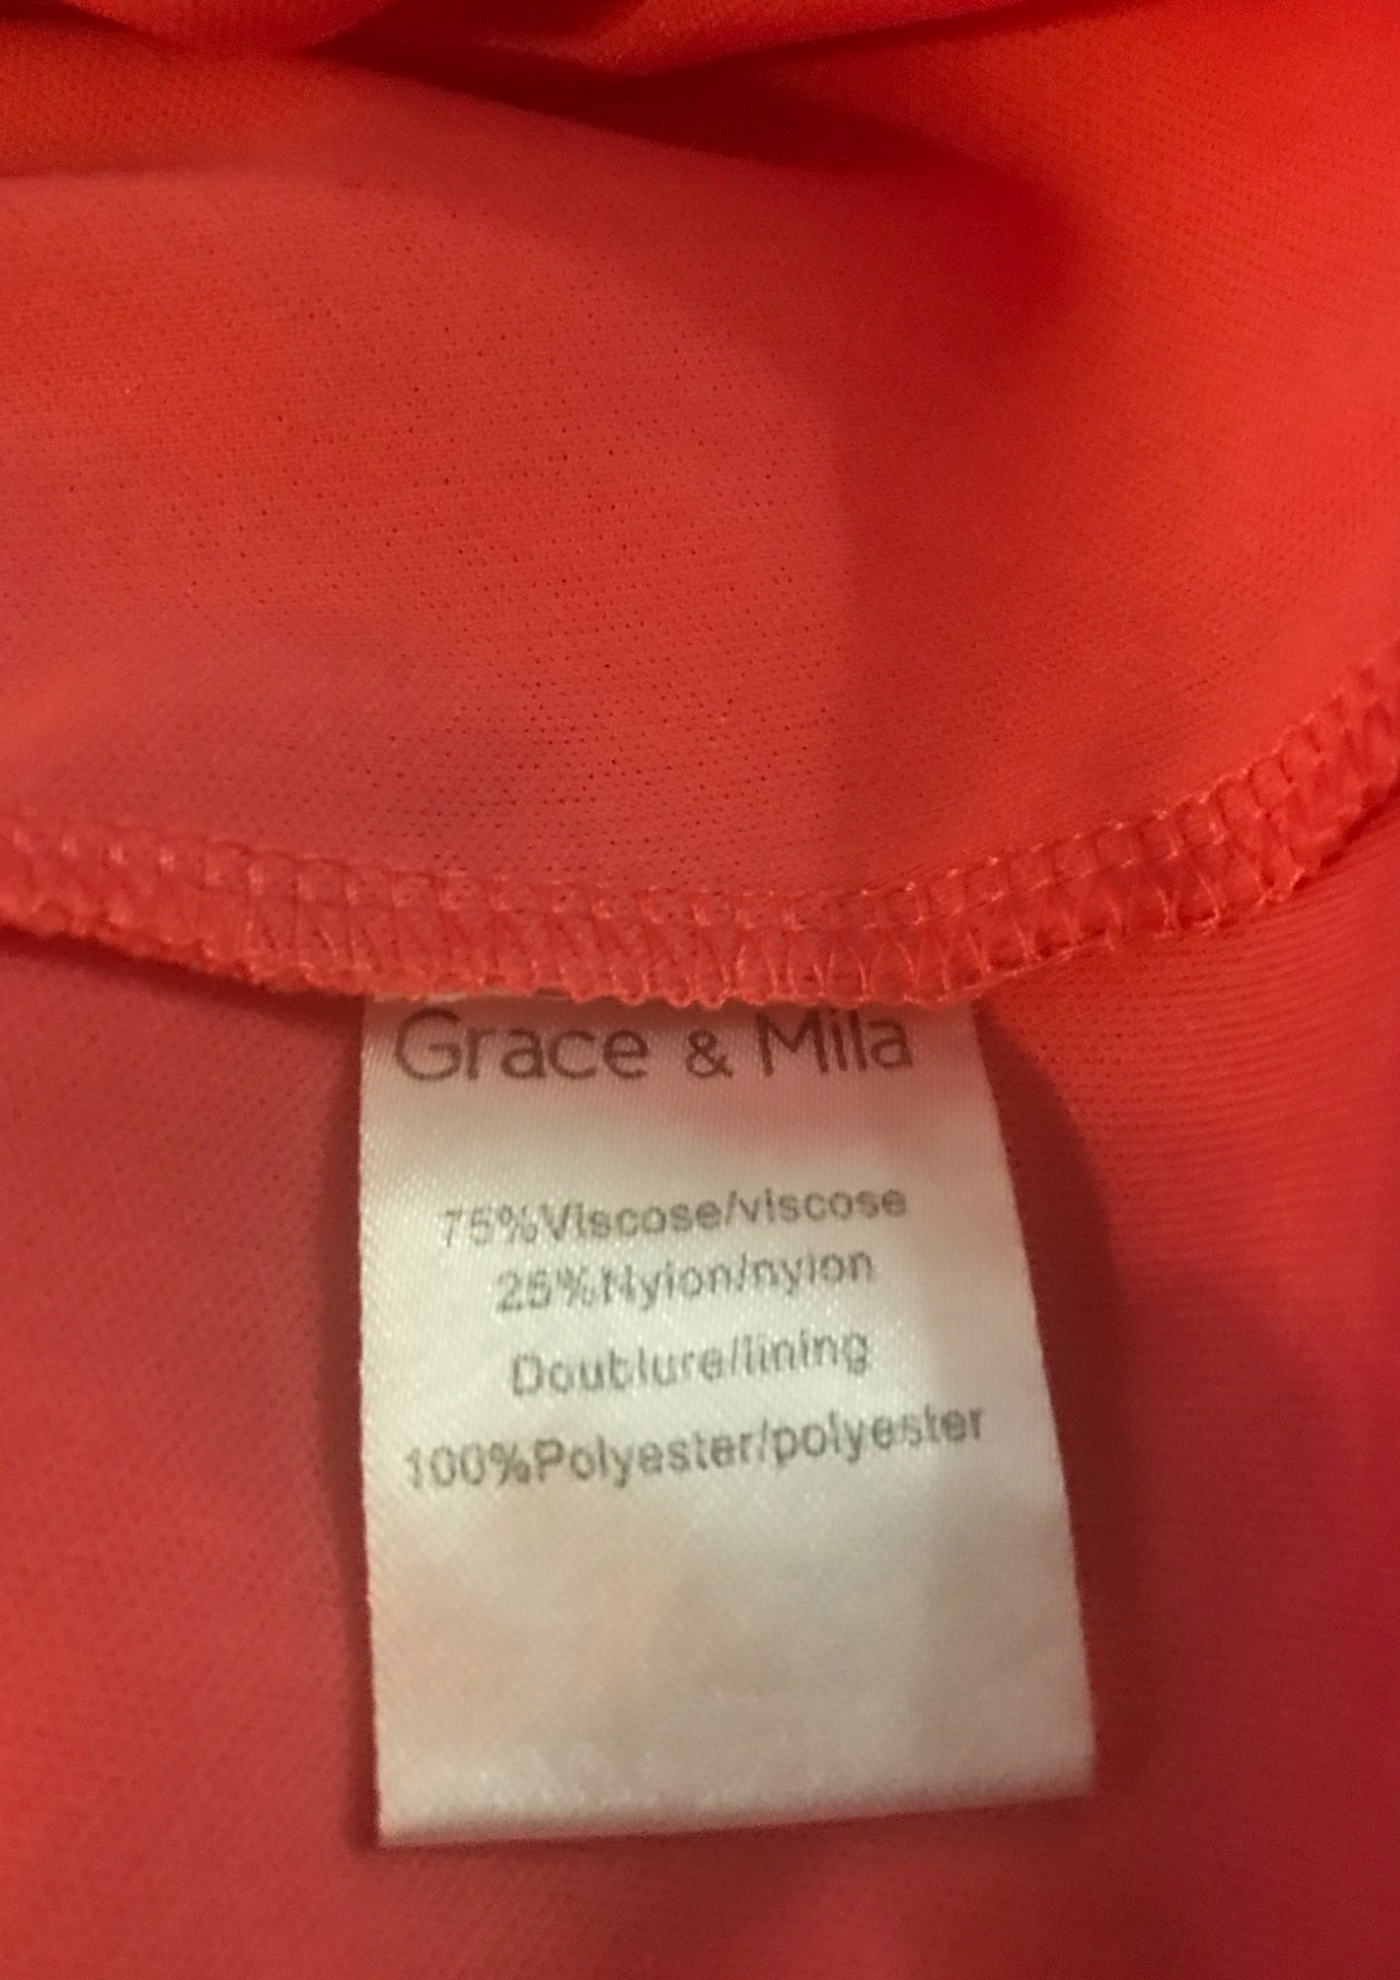 Grace & Mila
75%Viscose/viscose
25%Nylon/nylon
Doublure/lining
100%Polyester/polyester